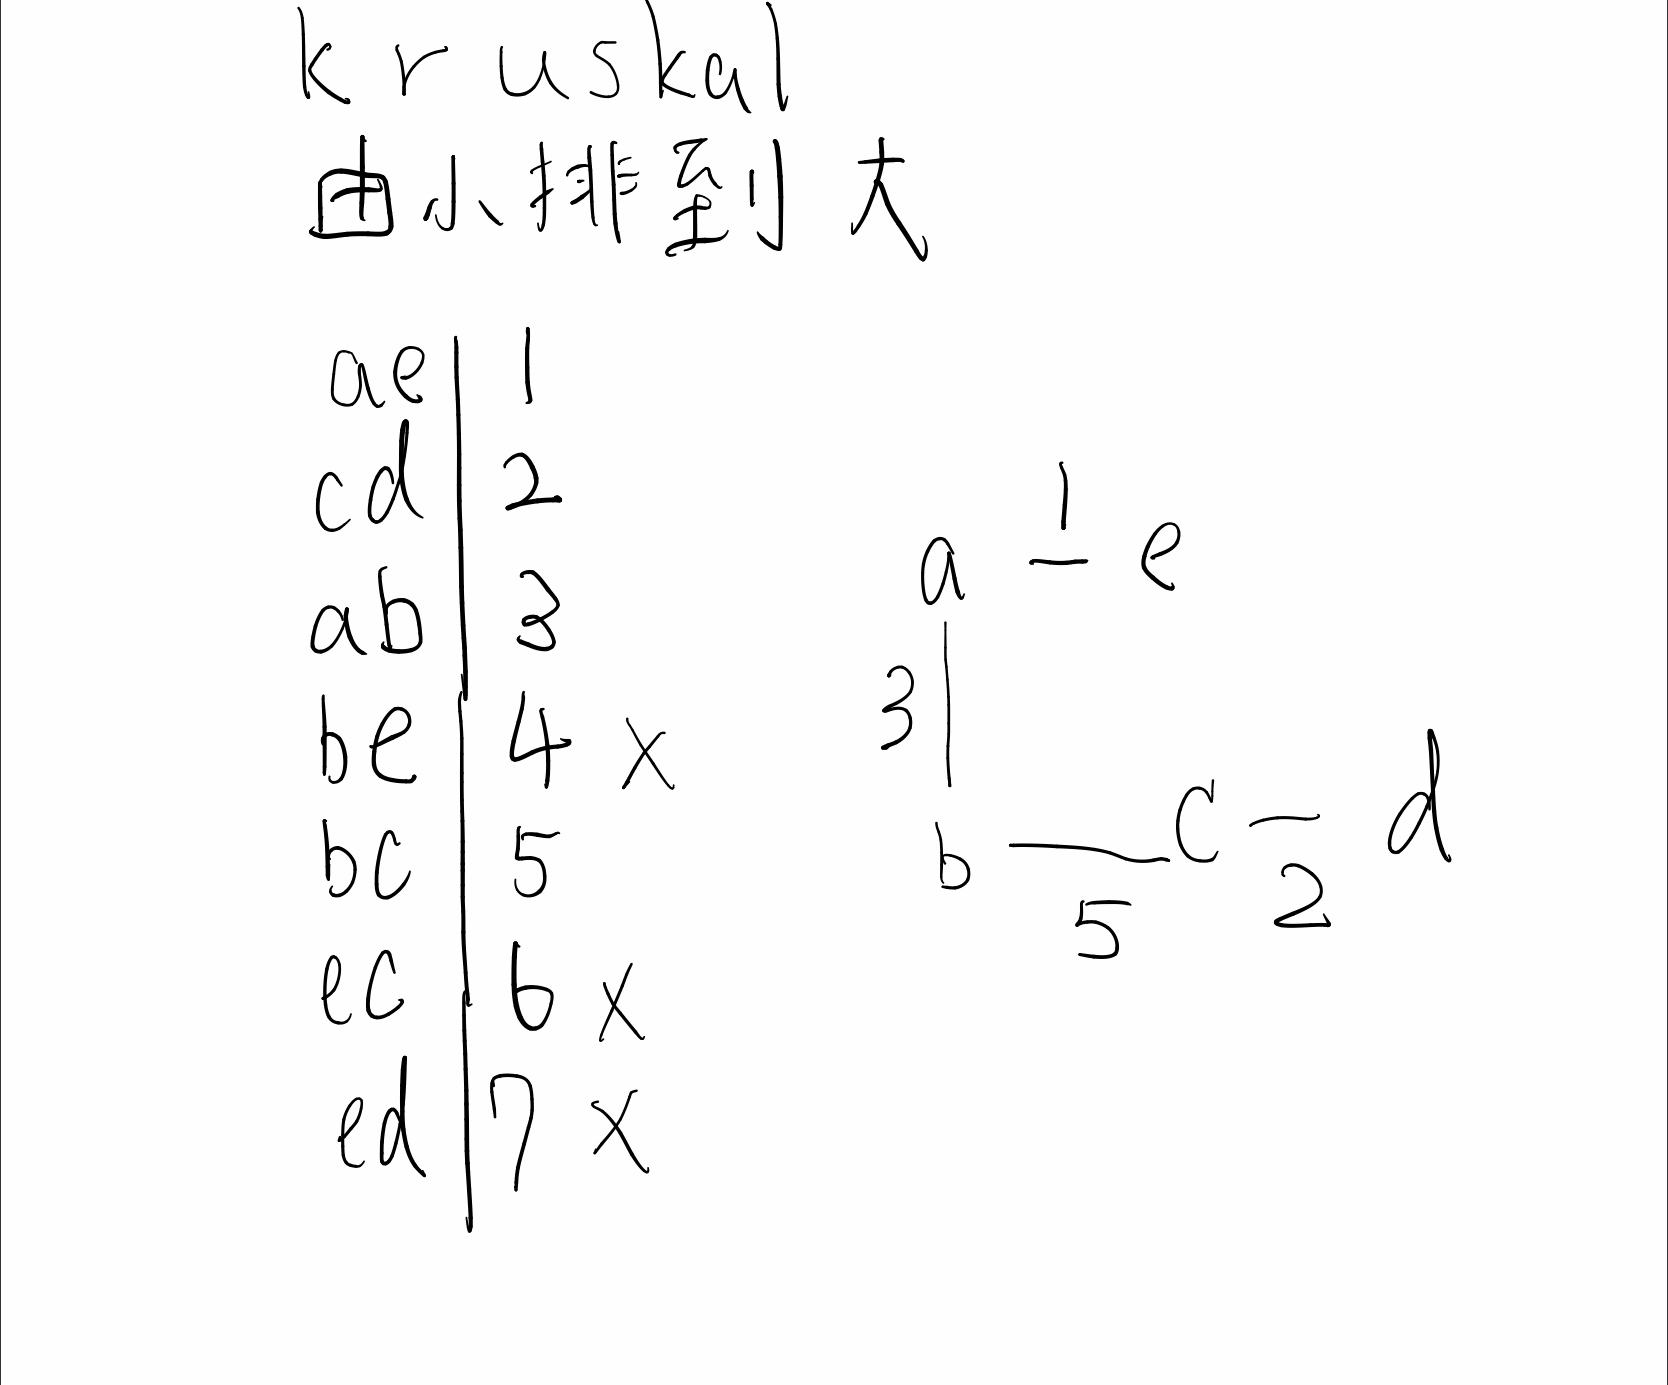 kruskal
由小排到大
ae 1
cd 2
ab 3
be 4 x
bc 5
ec 6 x
ed 7 x
1
a e
3
b c d
5 2